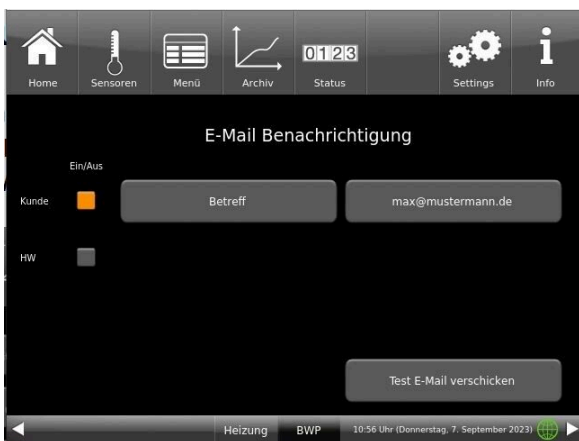 0123
Home Sensoren Menü Archiv Status Settings Info
E-Mail Benachrichtigung
Ein/Aus
Kunde Betreff max@mustermann.de
HW
Test E-Mail verschicken
Heizung BWP 10:56 Uhr (Donnerstag, 7. September 2023)